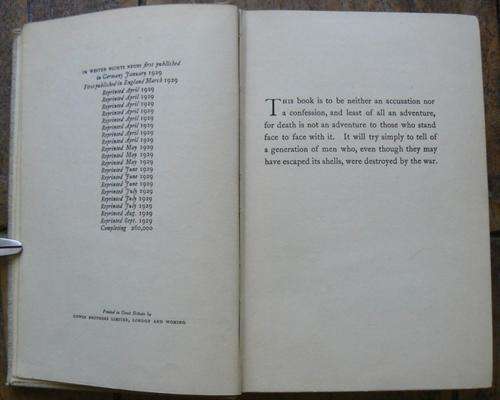 IM WESTEN NICHTS NEUES first published
in Germany January 1929
First published in England March 1929
Reprinted April 1929
Reprinted April 1929
Reprinted April 1929
Reprinted April 1929
Reprinted April 1929
Reprinted April 1929
Reprinted April 1929
Reprinted April 1929
Reprinted May 1929
Reprinted May 1929
Reprinted May 1929
Reprinted June 1929
Reprinted June 1929
Reprinted June 1929
Reprinted July 1929
Reprinted July 1929
Reprinted July 1929
Reprinted Aug. 1929
Reprinted Sept. 1929
Completing 260,000
Printed in Great Britain by
UNWIN BROTHERS LIMITED, LONDON AND WOKING
THIS book is to be neither an accusation nor
a confession, and least of all an adventure,
for death is not an adventure to those who stand
face to face with it. It will try simply to tell of
a generation of men who, even though they may
have escaped its shells, were destroyed by the war.